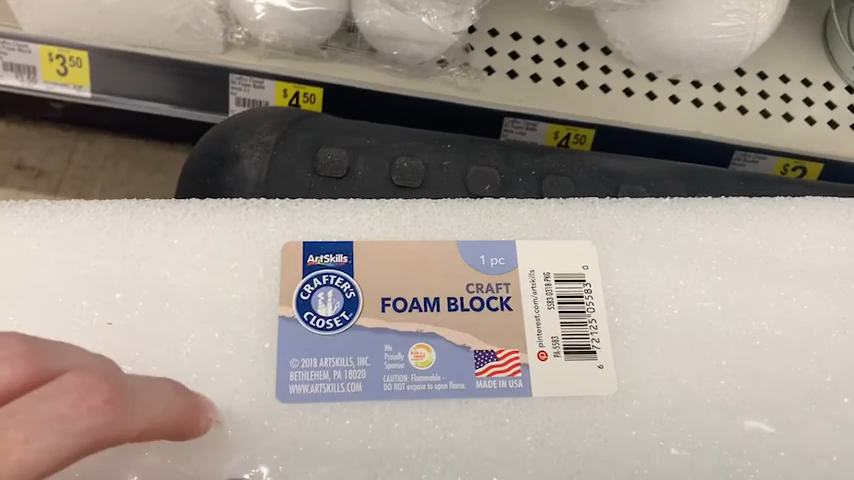 $3.50
$4.50
$4.50
$2
ArtSkills
CRAFTER'S
CLOSET
1 pc
CRAFT
FOAM BLOCK
© 2018 ARTSKILLS, INC.
BETHLEHEM, PA 18020
WWW.ARTSKILLS.COM
We
Proudly
Sponsor
CAUTION: Flammable -
DO NOT expose to open flame.
MADE IN USA
pinterest.com/artskills
5583-0318-PKG
PA-5583
6 72125 05583 0